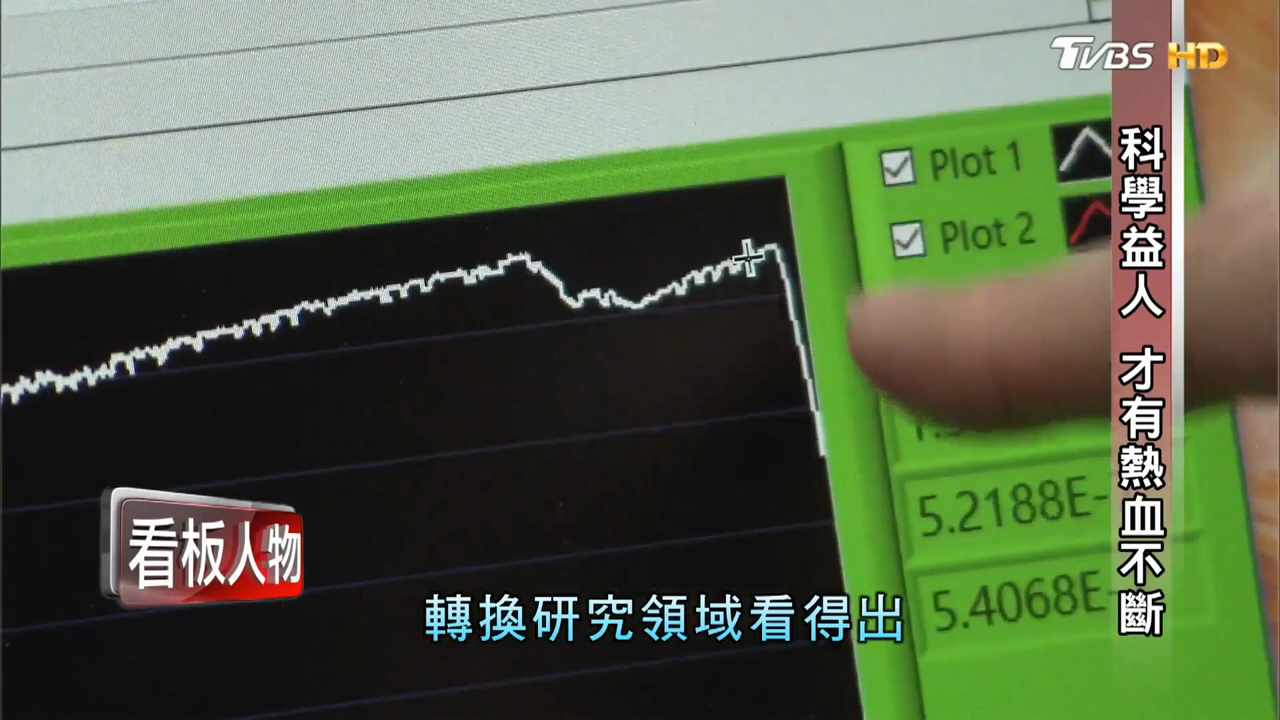 TVBS HD
科學益人 才有熱血不斷
Plot 1
Plot 2
5.2188E-
5.4068E-
看板人物
轉換研究領域看得出